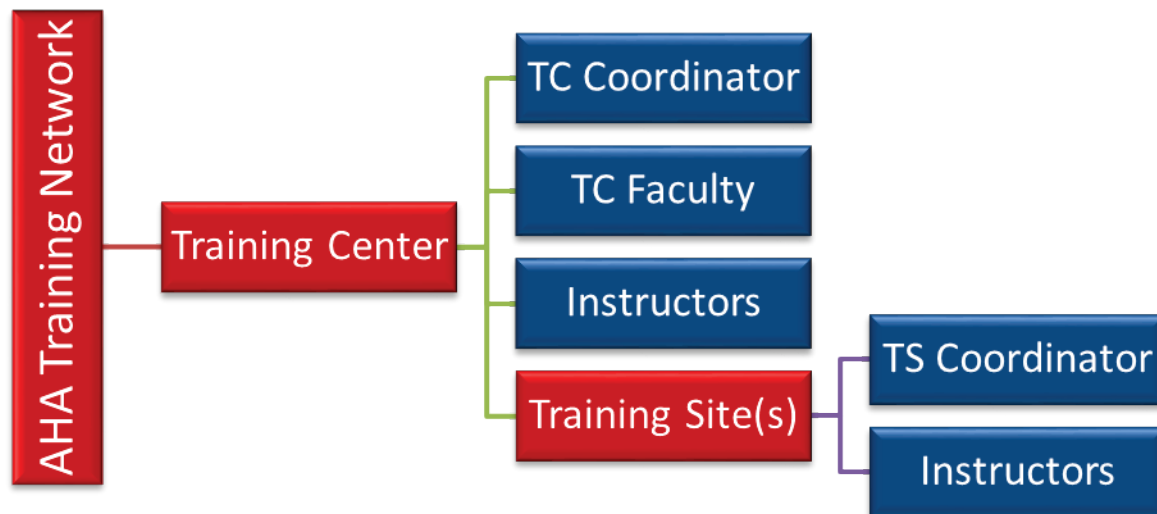 AHA Training Network
Training Center
TC Coordinator
TC Faculty
Instructors
Training Site(s)
TS Coordinator
Instructors